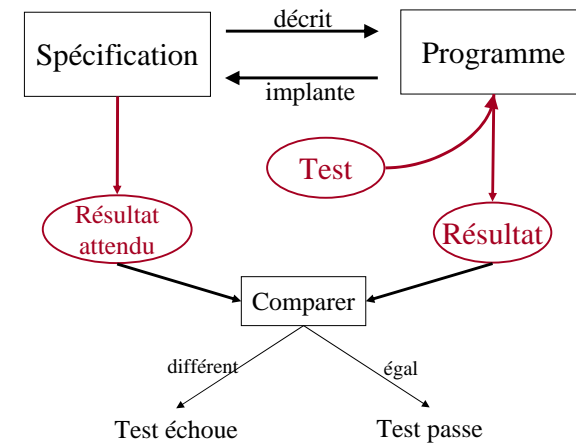 décrit
Spécification
Programme
implante
Test
Résultat
attendu
Résultat
Comparer
différent
égal
Test échoue
Test passe